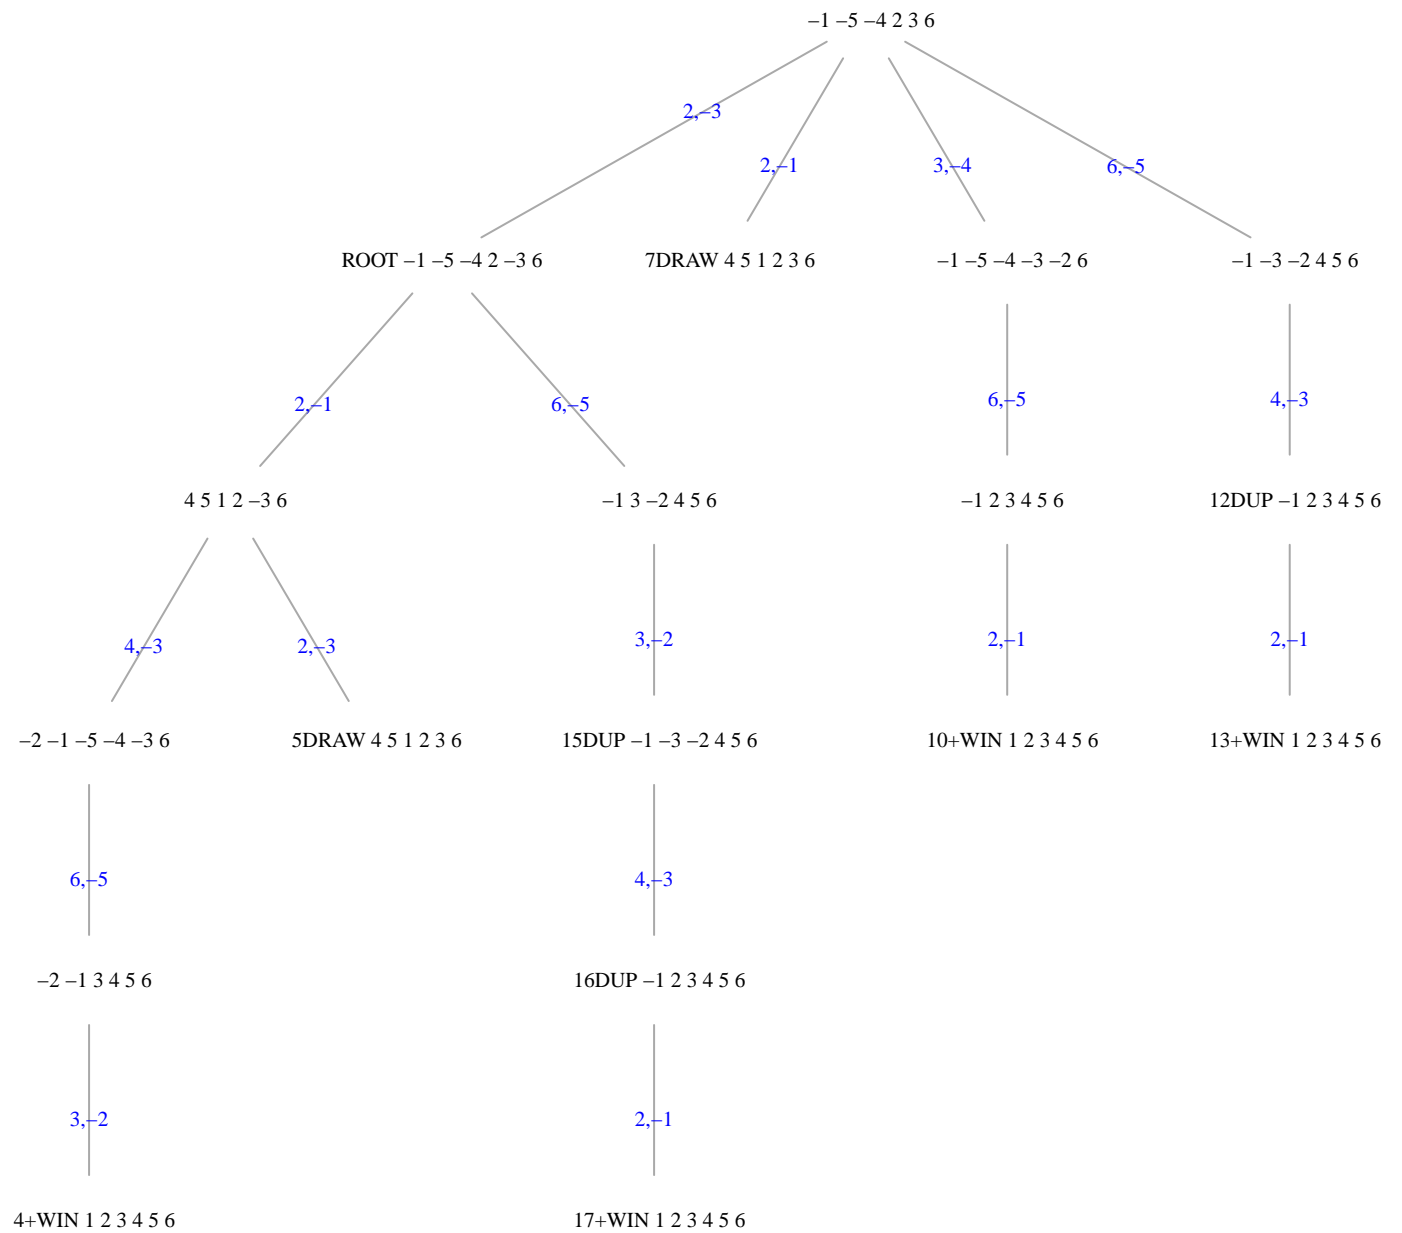 –1 –5 –4 2 3 6
2,–3
2,–1
3,–4
6,–5
ROOT –1 –5 –4 2 –3 6
7DRAW 4 5 1 2 3 6
–1 –5 –4 –3 –2 6
–1 –3 –2 4 5 6
2,–1
6,–5
6,–5
4,–3
4 5 1 2 –3 6
–1 3 –2 4 5 6
–1 2 3 4 5 6
12DUP –1 2 3 4 5 6
4,–3
2,–3
3,–2
2,–1
2,–1
–2 –1 –5 –4 –3 6
5DRAW 4 5 1 2 3 6
15DUP –1 –3 –2 4 5 6
10+WIN 1 2 3 4 5 6
13+WIN 1 2 3 4 5 6
6,–5
4,–3
–2 –1 3 4 5 6
16DUP –1 2 3 4 5 6
3,–2
2,–1
4+WIN 1 2 3 4 5 6
17+WIN 1 2 3 4 5 6